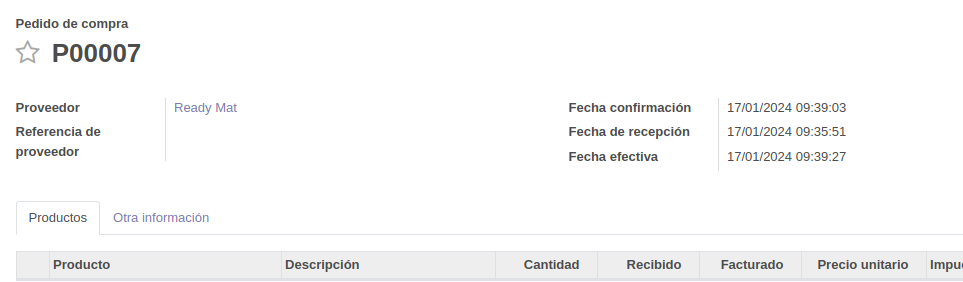 Pedido de compra
P00007
Proveedor Ready Mat
Referencia de
proveedor
Fecha confirmación 17/01/2024 09:39:03
Fecha de recepción 17/01/2024 09:35:51
Fecha efectiva 17/01/2024 09:39:27
Productos Otra información
Producto Descripción Cantidad Recibido Facturado Precio unitario Impu